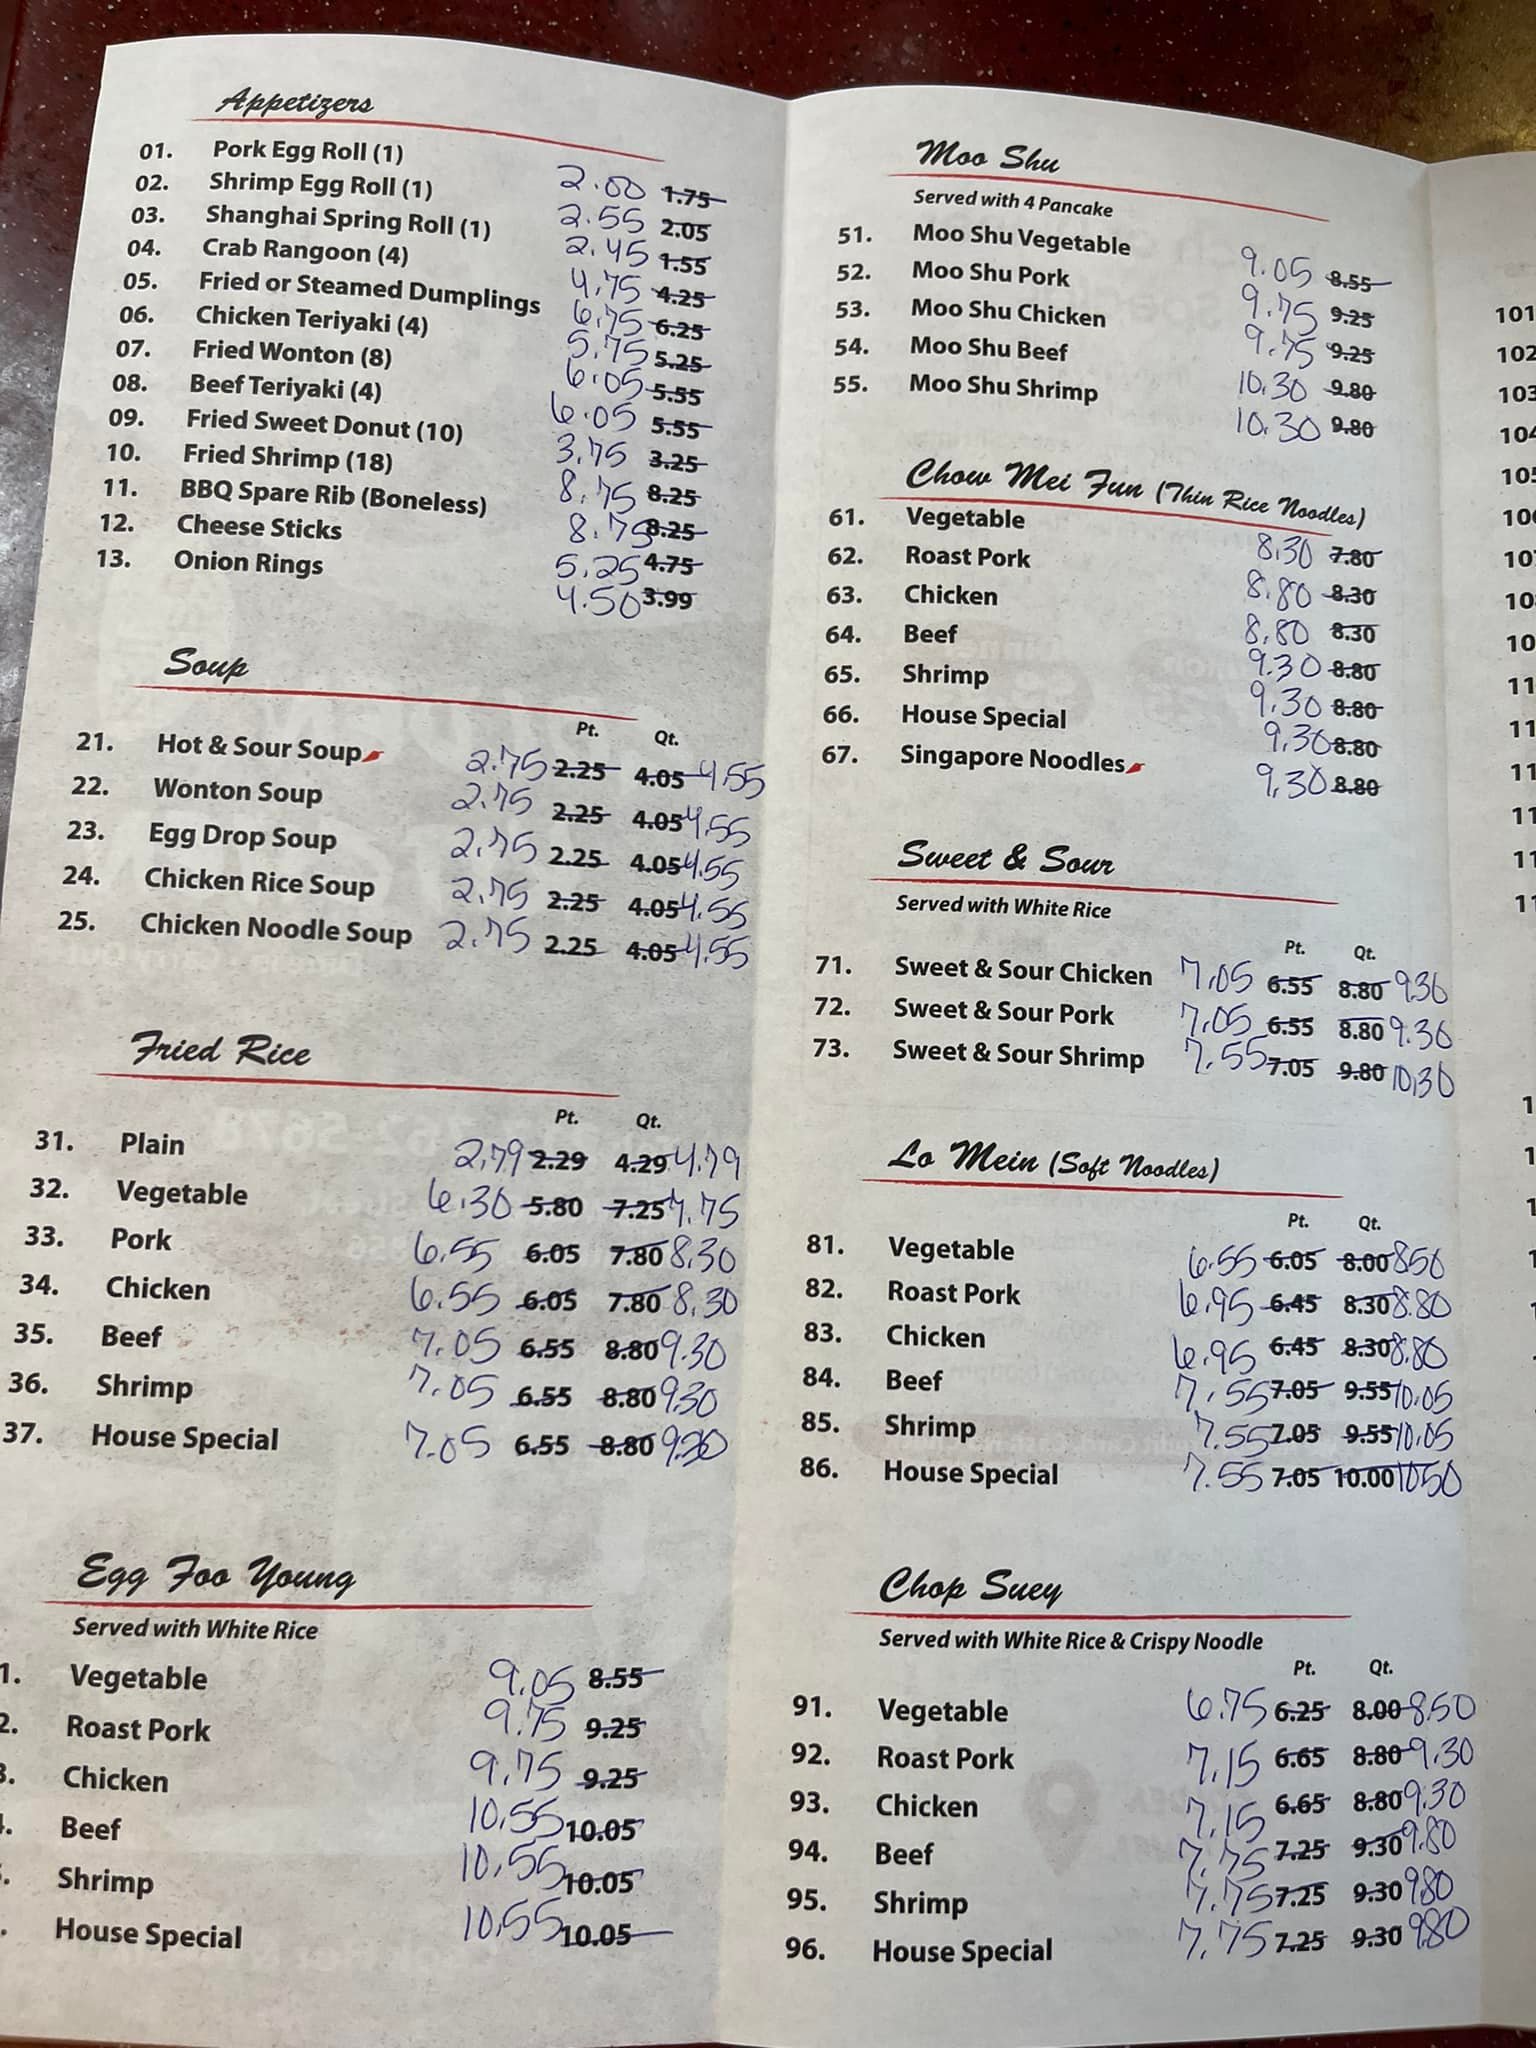 Appetizers
01. Pork Egg Roll (1) 2.00 1.75
02. Shrimp Egg Roll (1) 2.55 2.05
03. Shanghai Spring Roll (1) 2.45 1.55
04. Crab Rangoon (4) 4.75 4.25
05. Fried or Steamed Dumplings 6.75 6.25
06. Chicken Teriyaki (4) 5.75 5.25
07. Fried Wonton (8) 6.05 5.55
08. Beef Teriyaki (4) 6.05 5.55
09. Fried Sweet Donut (10) 3.75 3.25
10. Fried Shrimp (18) 8.75 8.25
11. BBQ Spare Rib (Boneless) 8.75 8.25
12. Cheese Sticks 5.25 4.75
13. Onion Rings 4.50 3.99
Soup
Pt. Qt.
21. Hot & Sour Soup 2.75 2.25 4.05 4.55
22. Wonton Soup 2.75 2.25 4.05 4.55
23. Egg Drop Soup 2.75 2.25 4.05 4.55
24. Chicken Rice Soup 2.75 2.25 4.05 4.55
25. Chicken Noodle Soup 2.75 2.25 4.05 4.55
Fried Rice
Pt. Qt.
31. Plain 2.79 2.29 4.29 4.79
32. Vegetable 6.30 5.80 7.25 7.75
33. Pork 6.55 6.05 7.80 8.30
34. Chicken 6.55 6.05 7.80 8.30
35. Beef 7.05 6.55 8.80 9.30
36. Shrimp 7.05 6.55 8.80 9.30
37. House Special 7.05 6.55 8.80 9.30
Egg Foo Young
Served with White Rice
1. Vegetable 9.05 8.55
2. Roast Pork 9.75 9.25
3. Chicken 9.75 9.25
. Beef 10.55 10.05
. Shrimp 10.55 10.05
. House Special 10.55 10.05
Moo Shu
Served with 4 Pancake
51. Moo Shu Vegetable 9.05 8.55
52. Moo Shu Pork 9.75 9.25
53. Moo Shu Chicken 9.75 9.25
54. Moo Shu Beef 10.30 9.80
55. Moo Shu Shrimp 10.30 9.80
Chow Mei Fun (Thin Rice Noodles)
61. Vegetable 8.30 7.80
62. Roast Pork 8.80 8.30
63. Chicken 8.80 8.30
64. Beef 9.30 8.80
65. Shrimp 9.30 8.80
66. House Special 9.30 8.80
67. Singapore Noodles 9.30 8.80
Sweet & Sour
Served with White Rice
Pt. Qt.
71. Sweet & Sour Chicken 7.05 6.55 8.80 9.30
72. Sweet & Sour Pork 7.05 6.55 8.80 9.30
73. Sweet & Sour Shrimp 7.55 7.05 9.80 10.30
Lo Mein (Soft Noodles)
Pt. Qt.
81. Vegetable 6.55 6.05 8.00 850
82. Roast Pork 6.95 6.45 8.30 8.80
83. Chicken 6.95 6.45 8.30 8.80
84. Beef 7.55 7.05 9.55 10.05
85. Shrimp 7.55 7.05 9.55 10.05
86. House Special 7.55 7.05 10.00 1050
Chop Suey
Served with White Rice & Crispy Noodle
Pt. Qt.
91. Vegetable 6.75 6.25 8.00 8.50
92. Roast Pork 7.15 6.65 8.80 9.30
93. Chicken 7.15 6.65 8.80 9.30
94. Beef 7.75 7.25 9.30 9.80
95. Shrimp 7.75 7.25 9.30 980
96. House Special 7.75 7.25 9.30 980
101
102
103
104